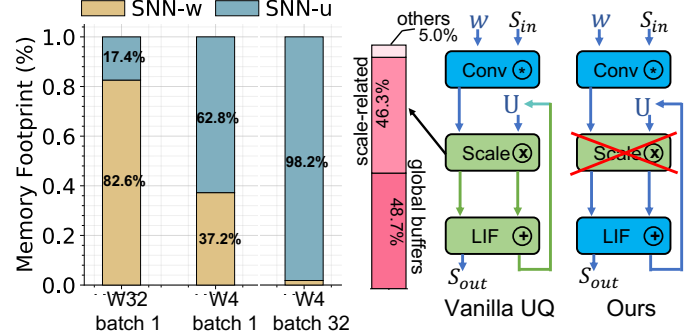 SNN-w SNN-u
Memory Footprint (%)
1.0
0.8
0.6
0.4
0.2
0.0
17.4%
82.6%
62.8%
37.2%
98.2%
W32
batch 1
W4
batch 1
W4
batch 32
others
5.0%
scale-related
46.3%
global buffers
48.7%
w S_in
Conv *
U
Scale x
LIF +
S_out
Vanilla UQ
w S_in
Conv *
U
Scale x
LIF +
S_out
Ours